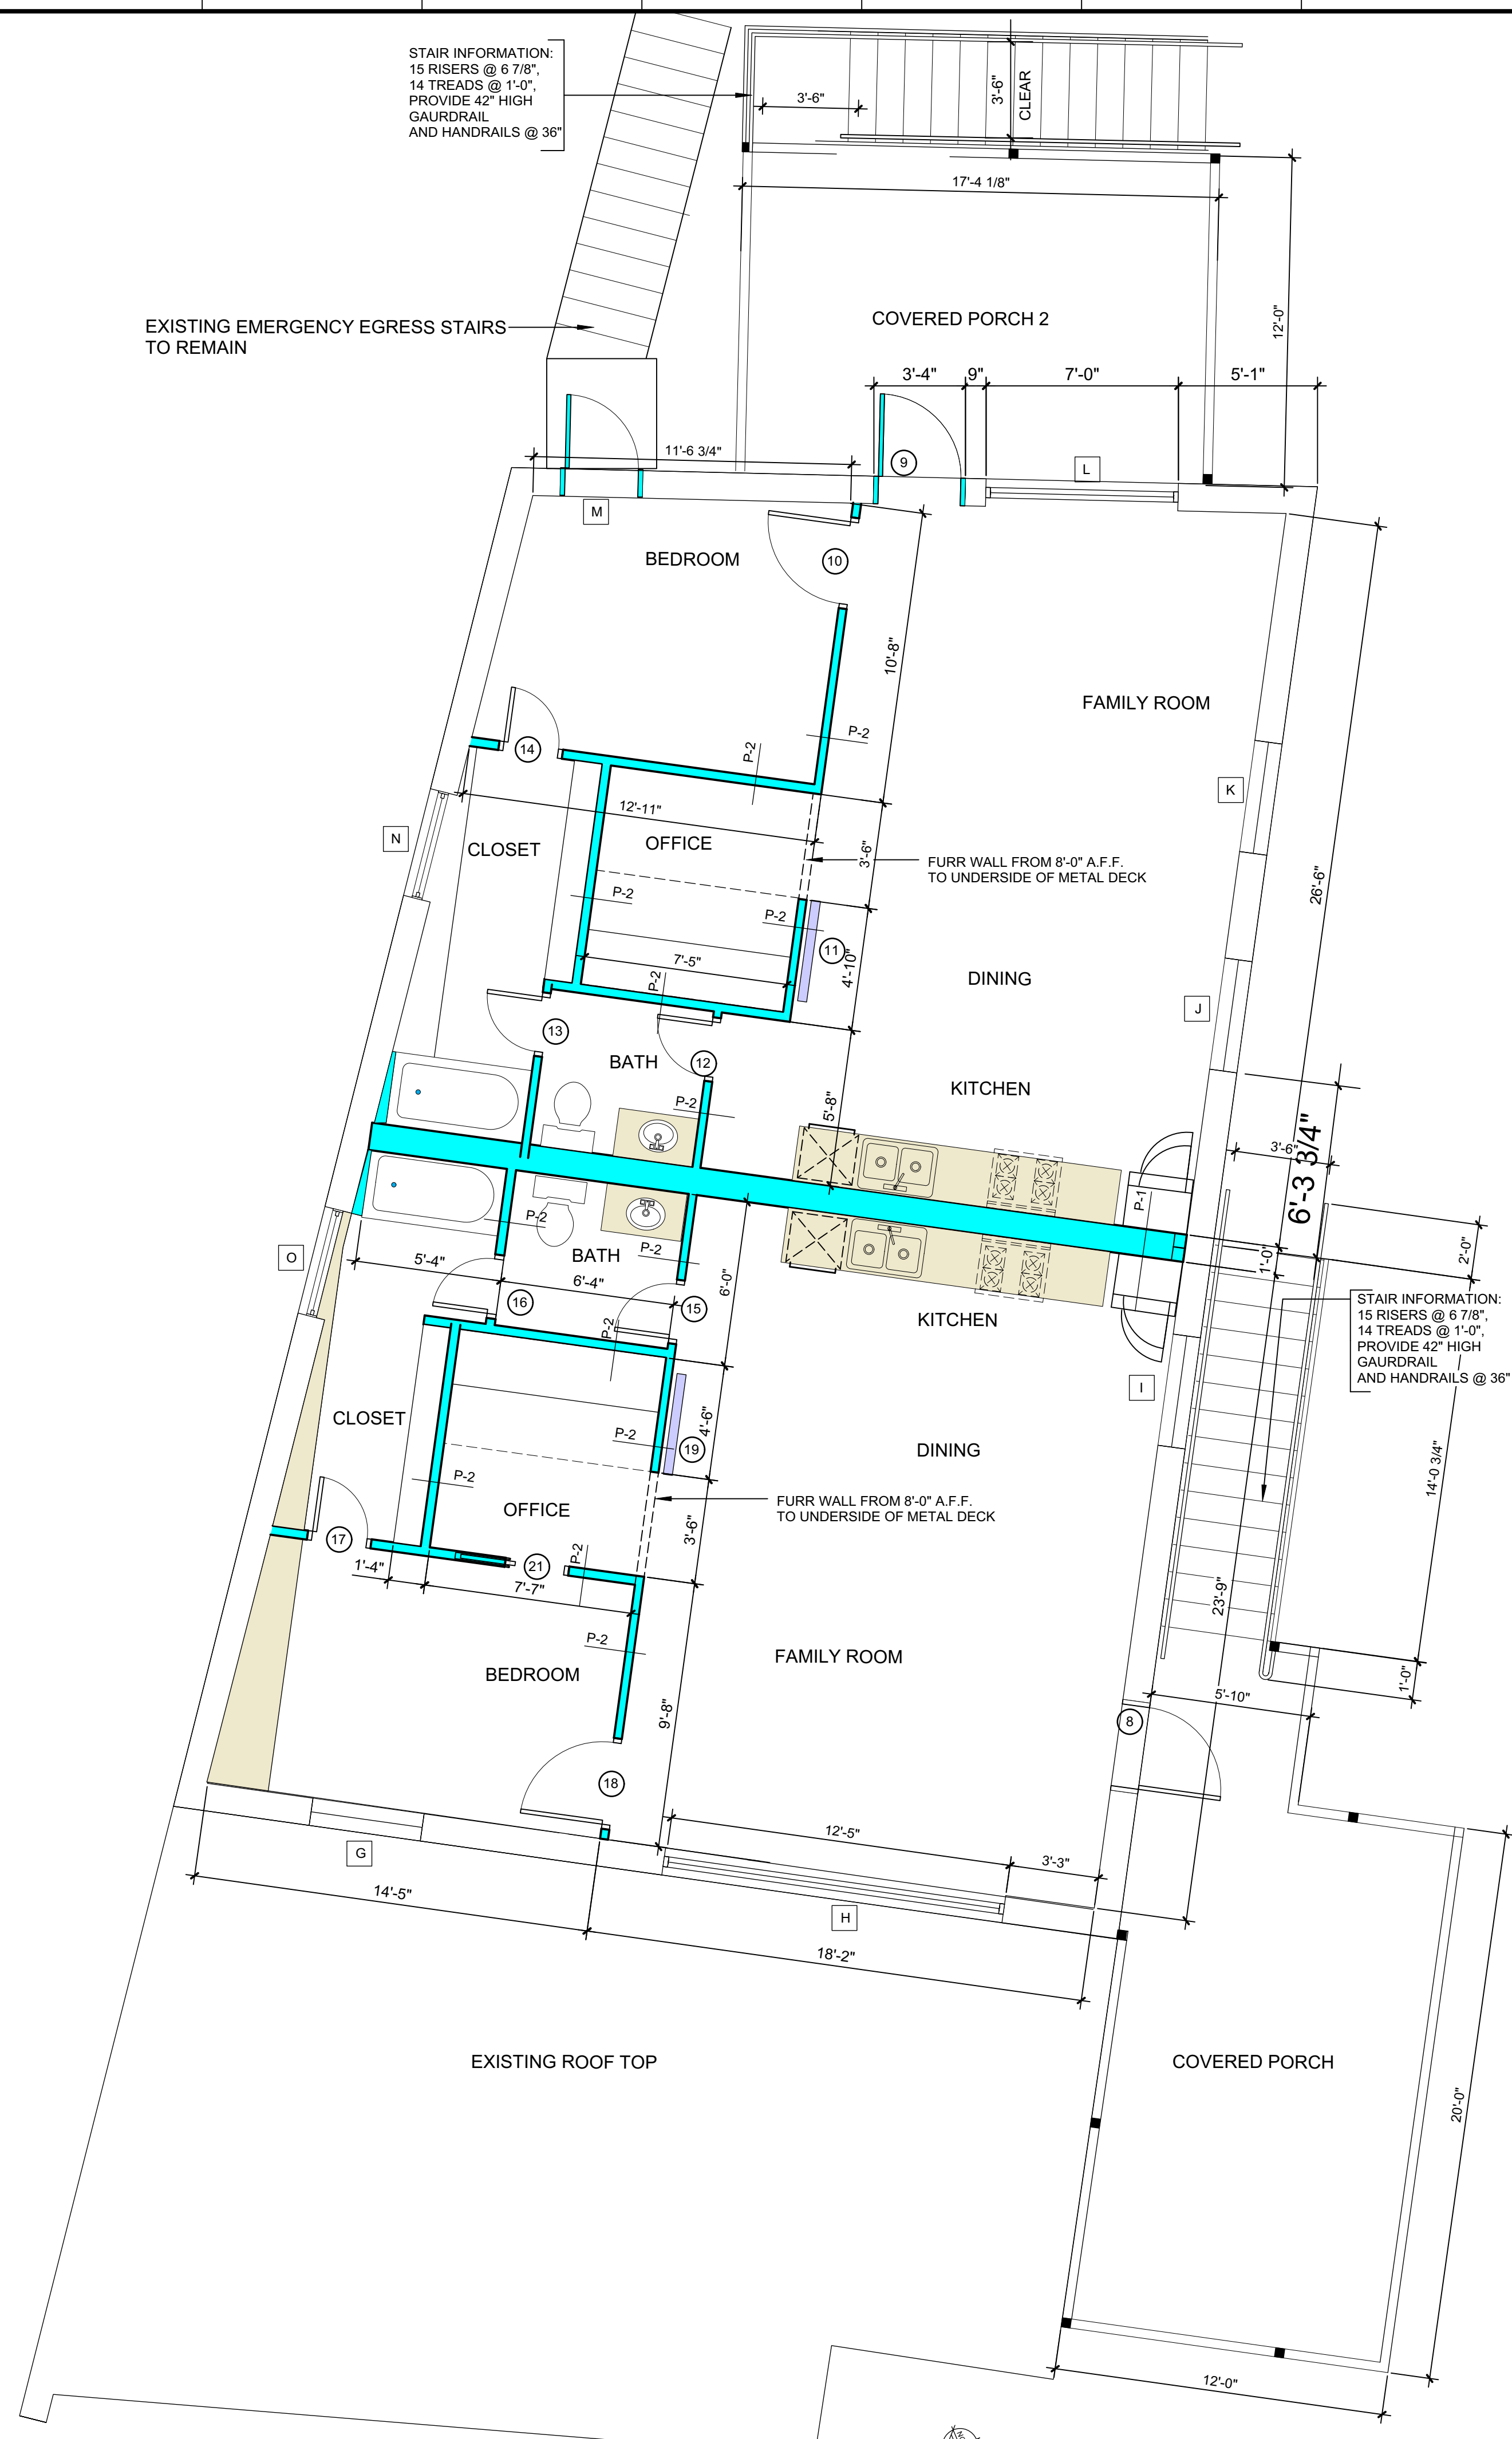 STAIR INFORMATION:
15 RISERS @ 6 7/8",
14 TREADS @ 1'-0",
PROVIDE 42" HIGH
GAURDRAIL
AND HANDRAILS @ 36"
3'-6"
3'-6"
CLEAR
17'-4 1/8"
EXISTING EMERGENCY EGRESS STAIRS
TO REMAIN
COVERED PORCH 2
12'-0"
3'-4"
9"
7'-0"
5'-1"
11'-6 3/4"
9
L
M
BEDROOM
10
10'-8"
FAMILY ROOM
P-2
P-2
14
K
12'-11"
N
CLOSET
OFFICE
3'-6"
FURR WALL FROM 8'-0" A.F.F.
TO UNDERSIDE OF METAL DECK
26'-6"
P-2
P-2
11
4'-10"
7'-5"
P-2
DINING
J
13
BATH
12
KITCHEN
P-2
5'-8"
3'-6"
6'-3 3/4"
P-1
P-2
O
BATH
P-2
5'-4"
6'-4"
6'-0"
1'-0"
2'-0"
16
15
P-2
KITCHEN
STAIR INFORMATION:
15 RISERS @ 6 7/8",
14 TREADS @ 1'-0",
PROVIDE 42" HIGH
GAURDRAIL
AND HANDRAILS @ 36"
I
CLOSET
P-2
4'-6"
19
DINING
P-2
14'-0 3/4"
OFFICE
FURR WALL FROM 8'-0" A.F.F.
TO UNDERSIDE OF METAL DECK
3'-6"
17
21
P-2
1'-4"
7'-7"
23'-9"
P-2
BEDROOM
FAMILY ROOM
1'-0"
5'-10"
9'-8"
8
18
12'-5"
3'-3"
G
14'-5"
H
18'-2"
EXISTING ROOF TOP
COVERED PORCH
20'-0"
12'-0"